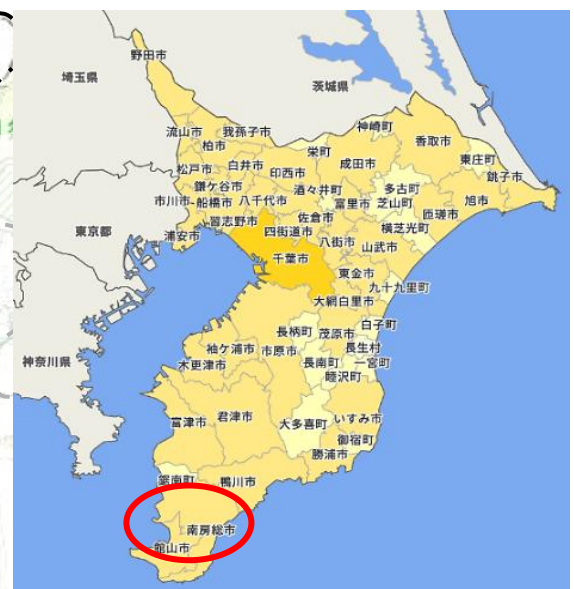 野田市
埼玉県
茨城県
流山市
我孫子市
神崎町
柏市
栄町
香取市
松戸市
白井市
印西市
成田市
東庄町
銚子市
鎌ケ谷市
酒々井町
多古町
市川市
船橋市
八千代市
富里市
芝山町
旭市
習志野市
佐倉市
匝瑳市
浦安市
四街道市
横芝光町
東京都
八街市
山武市
千葉市
東金市
九十九里町
大網白里市
長柄町
茂原市
白子町
袖ケ浦市
市原市
長生村
神奈川県
木更津市
長南町
一宮町
睦沢町
富津市
君津市
大多喜町
いすみ市
御宿町
勝浦市
鋸南町
鴨川市
南房総市
館山市